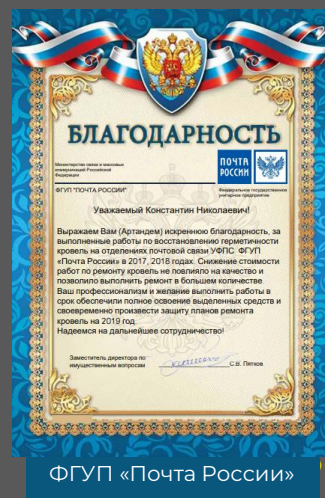 БЛАГОДАРНОСТЬ
Министерство связи и массовых
коммуникаций Российской
Федерации
ПОЧТА
РОССИИ
ФГУП "ПОЧТА РОССИИ"
Федеральное государственное
унитарное предприятие
Уважаемый Константин Николаевич!
Выражаем Вам (Артандем) искреннюю благодарность, за
выполненные работы по восстановлению герметичности
кровель на отделениях почтовой связи УФПС ФГУП
«Почта России» в 2017, 2018 годах. Снижение стоимости
работ по ремонту кровель не повлияло на качество и
позволило выполнить ремонт в большем количестве.
Ваш профессионализм и желание выполнить работы в
срок обеспечили полное освоение выделенных средств и
своевременно произвести защиту планов ремонта
кровель на 2019 год.
Надеемся на дальнейшее сотрудничество!
Заместитель директора по
имущественным вопросам
С.В. Пятков
ФГУП «Почта России»